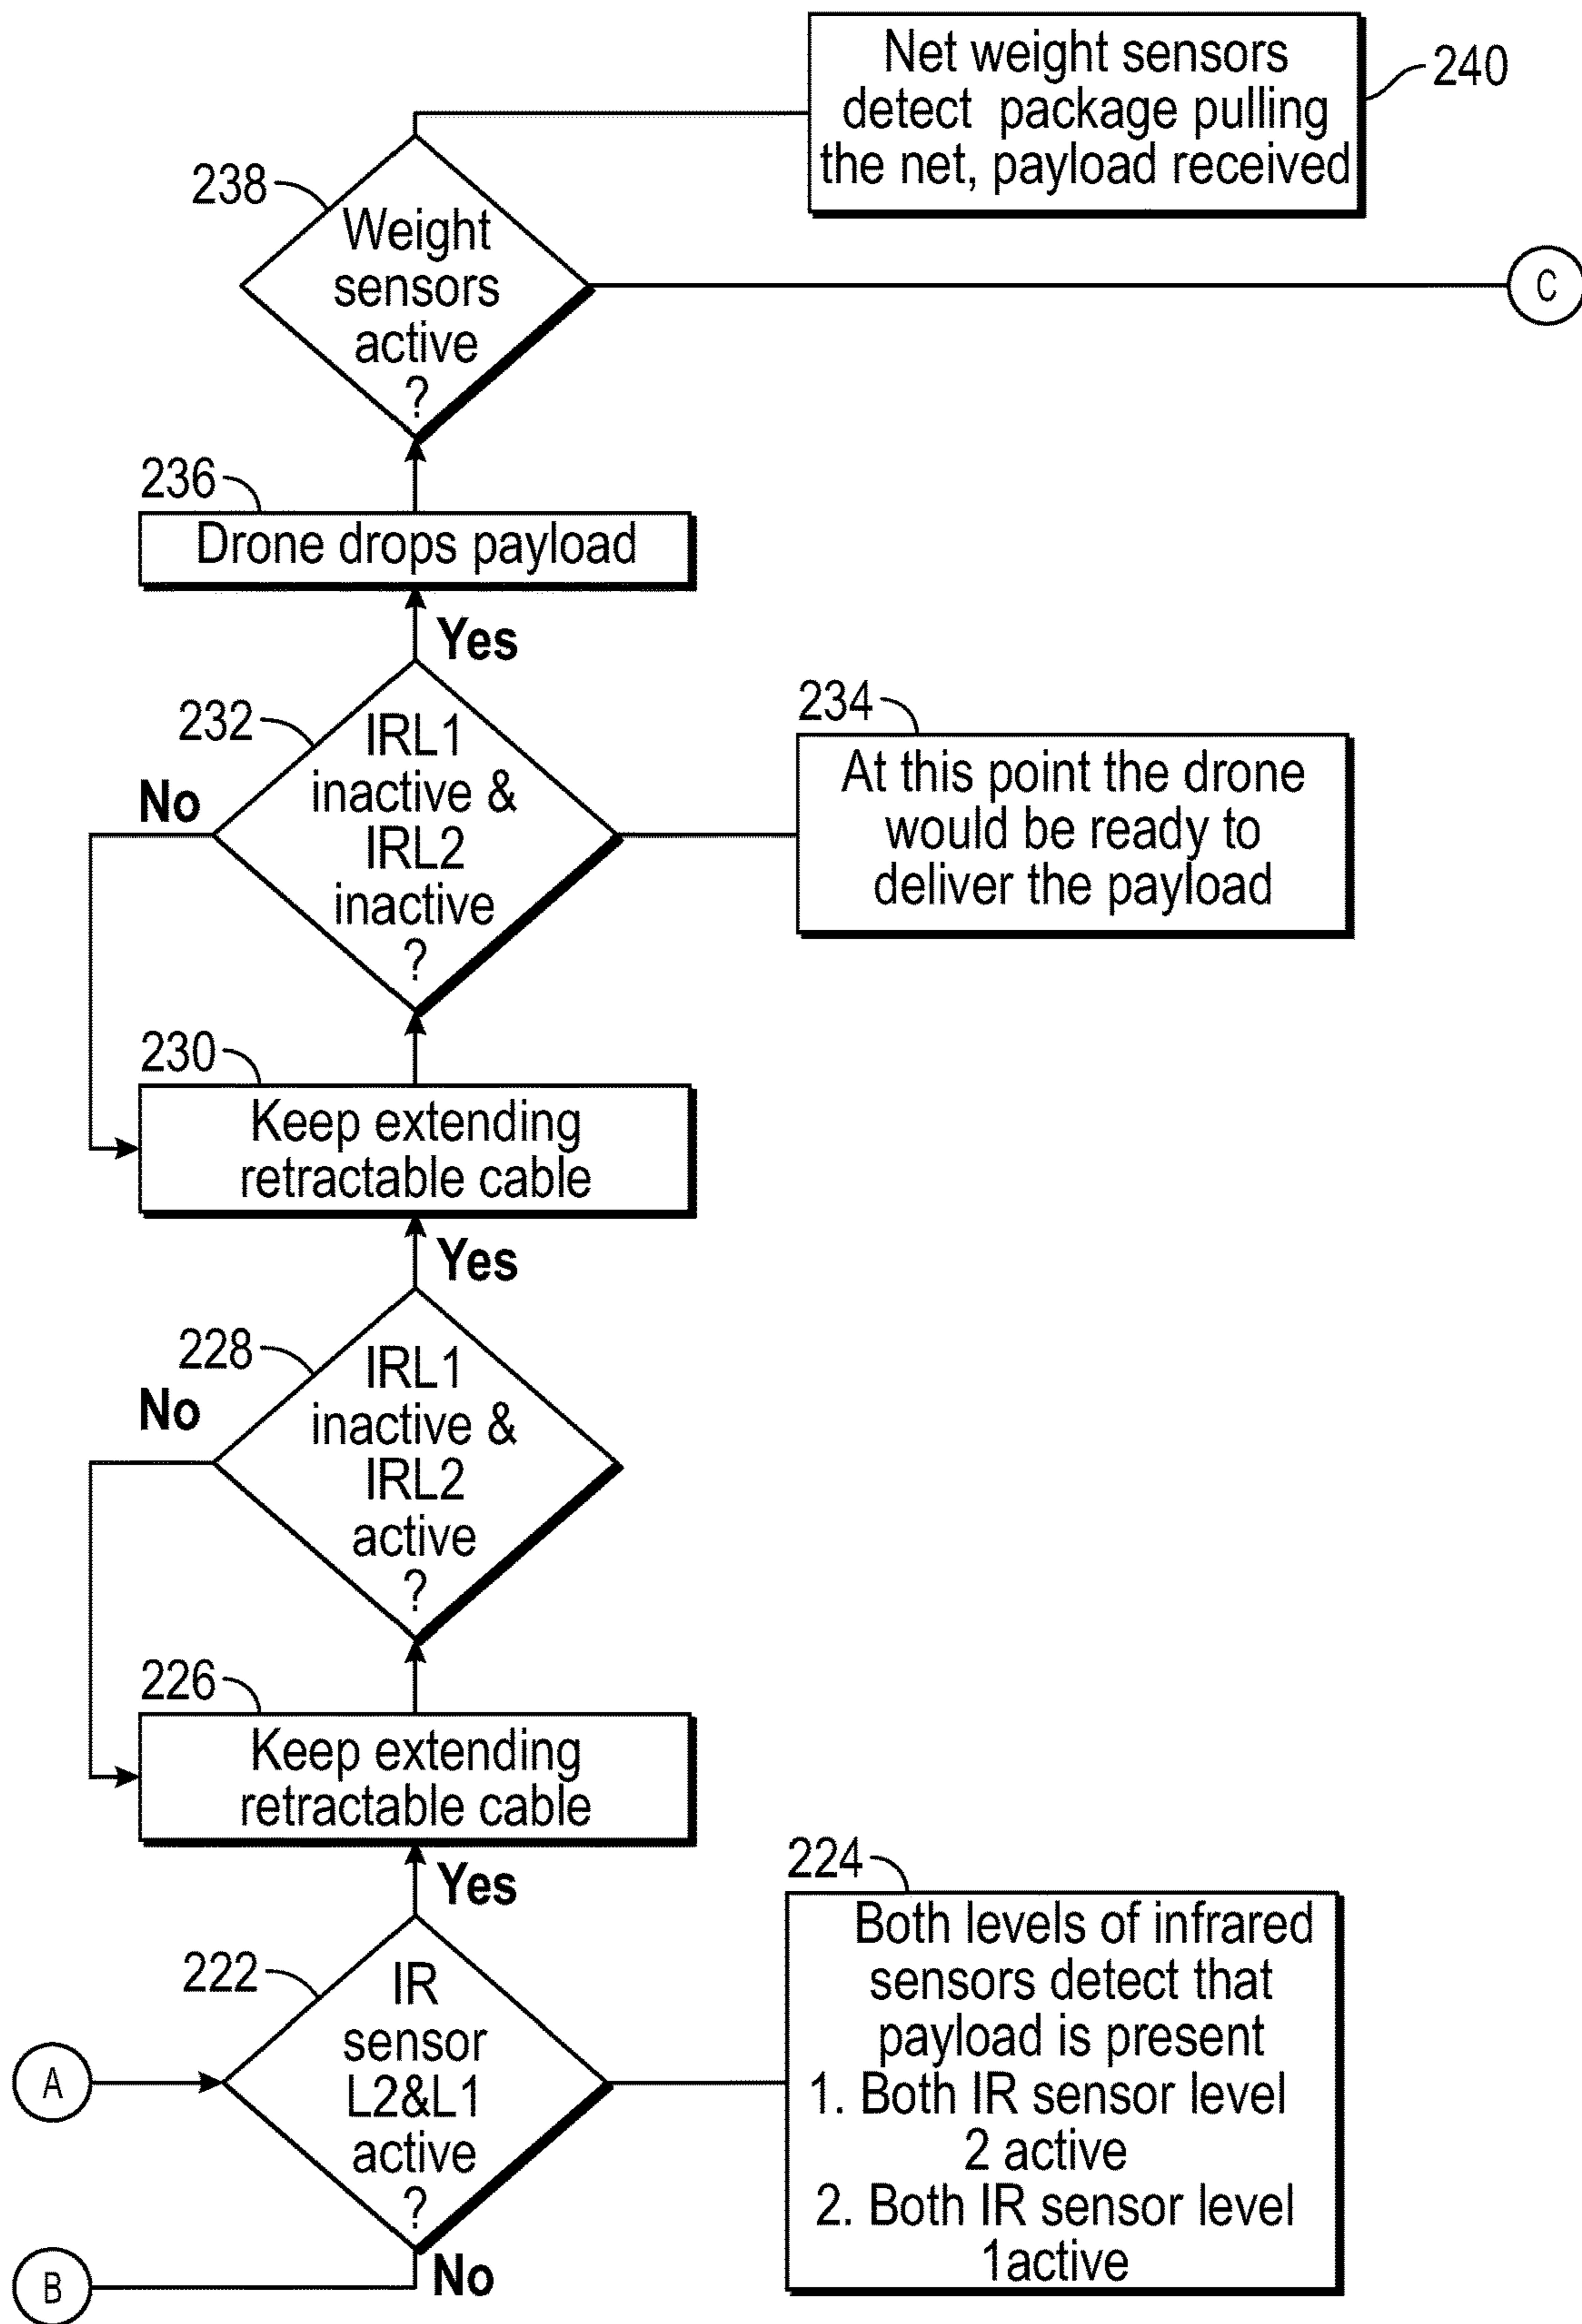 Net weight sensors
detect package pulling
the net, payload received
240
238
Weight
sensors
active
?
C
236
Drone drops payload
Yes
232
IRL1
inactive &
IRL2
inactive
?
No
234
At this point the drone
would be ready to
deliver the payload
230
Keep extending
retractable cable
Yes
228
IRL1
inactive &
IRL2
active
?
No
226
Keep extending
retractable cable
Yes
222
IR
sensor
L2&L1
active
?
224
Both levels of infrared
sensors detect that
payload is present
1. Both IR sensor level
2 active
2. Both IR sensor level
1active
A
B
No